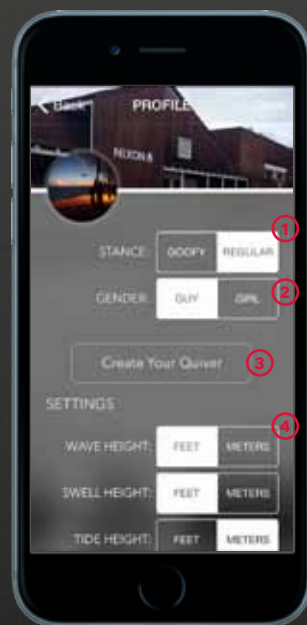 Back PROFILE
NIXON
1
STANCE: GOOFY REGULAR
2
GENDER: GUY GIRL
Create Your Quiver 3
SETTINGS
4
WAVE HEIGHT: FEET METERS
SWELL HEIGHT: FEET METERS
TIDE HEIGHT: FEET METERS